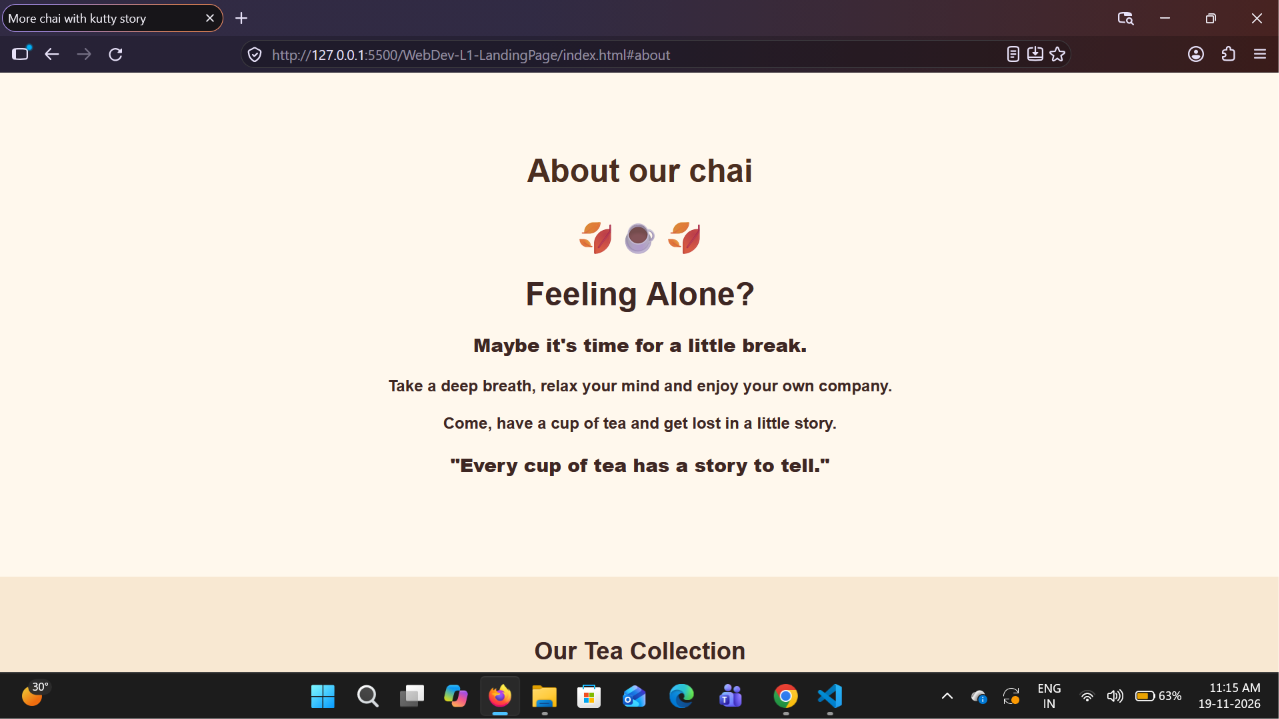 More chai with kutty story
http://127.0.0.1:5500/WebDev-L1-LandingPage/index.html#about
About our chai
Feeling Alone?
Maybe it's time for a little break.
Take a deep breath, relax your mind and enjoy your own company.
Come, have a cup of tea and get lost in a little story.
"Every cup of tea has a story to tell."
Our Tea Collection
30°
ENG
IN
63%
11:15 AM
19-11-2026